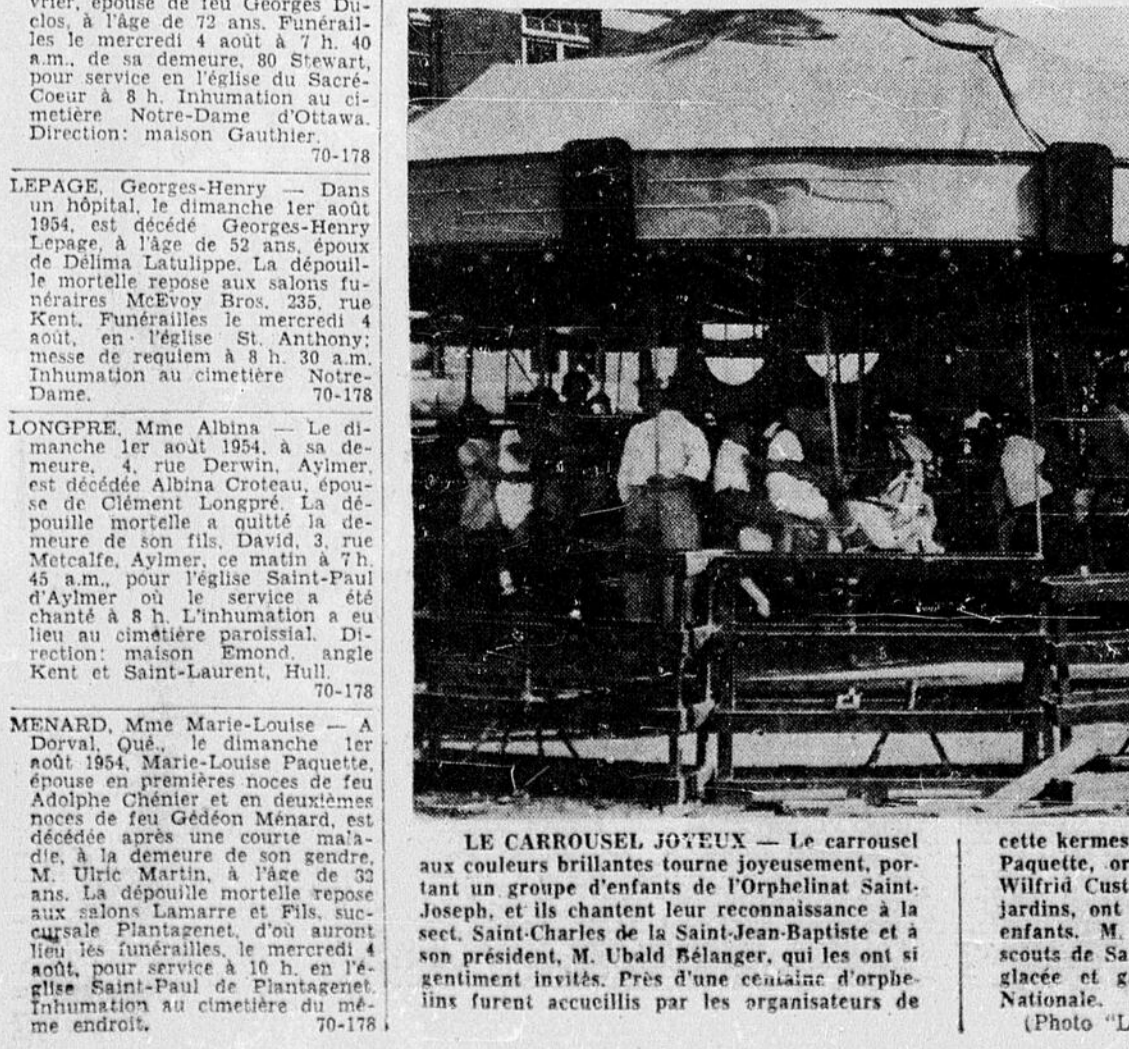 vrier, épouse de feu Georges Du-
clos, à l'âge de 72 ans. Funérail-
les le mercredi 4 août à 7 h. 40
a.m., de sa demeure, 80 Stewart,
pour service en l'église du Sacré-
Coeur à 8 h. Inhumation au ci-
metière Notre-Dame d'Ottawa.
Direction: maison Gauthier.
70-178
LEPAGE, Georges-Henry — Dans
un hôpital, le dimanche 1er août
1954, est décédé Georges-Henry
Lepage, à l'âge de 52 ans, époux
de Délima Latulippe. La dépouil-
le mortelle repose aux salons fu-
néraires McEvoy Bros. 235, rue
Kent. Funérailles le mercredi 4
août, en l'église St. Anthony;
messe de requiem à 8 h. 30 a.m.
Inhumation au cimetière Notre-
Dame. 70-178
LONGPRE, Mme Albina — Le di-
manche 1er août 1954, à sa de-
meure, 4, rue Derwin, Aylmer,
est décédée Albina Croteau, épou-
se de Clément Longpré. La dé-
pouille mortelle a quitté la de-
meure de son fils, David, 3, rue
Metcalfe, Aylmer, ce matin à 7 h.
45 a.m., pour l'église Saint-Paul
d'Aylmer où le service a été
chanté à 8 h. L'inhumation a eu
lieu au cimetière paroissial. Di-
rection: maison Emond, angle
Kent et Saint-Laurent, Hull.
70-178
MENARD, Mme Marie-Louise — A
Dorval, Qué., le dimanche 1er
août 1954, Marie-Louise Paquette,
épouse en premières noces de feu
Adolphe Chénier et en deuxièmes
noces de feu Gédéon Ménard, est
décédée après une courte mala-
die, à la demeure de son gendre,
M. Ulric Martin, à l'âge de 32
ans. La dépouille mortelle repose
aux salons Lamarre et Fils, suc-
cursale Plantagenet, d'où auront
lieu les funérailles, le mercredi 4
août, pour service à 10 h. en l'é-
glise Saint-Paul de Plantagenet.
Inhumation au cimetière du mê-
me endroit. 70-178
LE CARROUSEL JOYEUX — Le carrousel
aux couleurs brillantes tourne joyeusement, por-
tant un groupe d'enfants de l'Orphelinat Saint-
Joseph, et ils chantent leur reconnaissance à la
sect. Saint-Charles de la Saint-Jean-Baptiste et à
son président, M. Ubald Bélanger, qui les ont si
gentiment invités. Près d'une centaine d'orphe-
lins furent accueillis par les organisateurs de
cette kermes
Paquette, or
Wilfrid Cust
jardins, ont
enfants. M.
scouts de Sa
glacée et g
Nationale.
(Photo "L